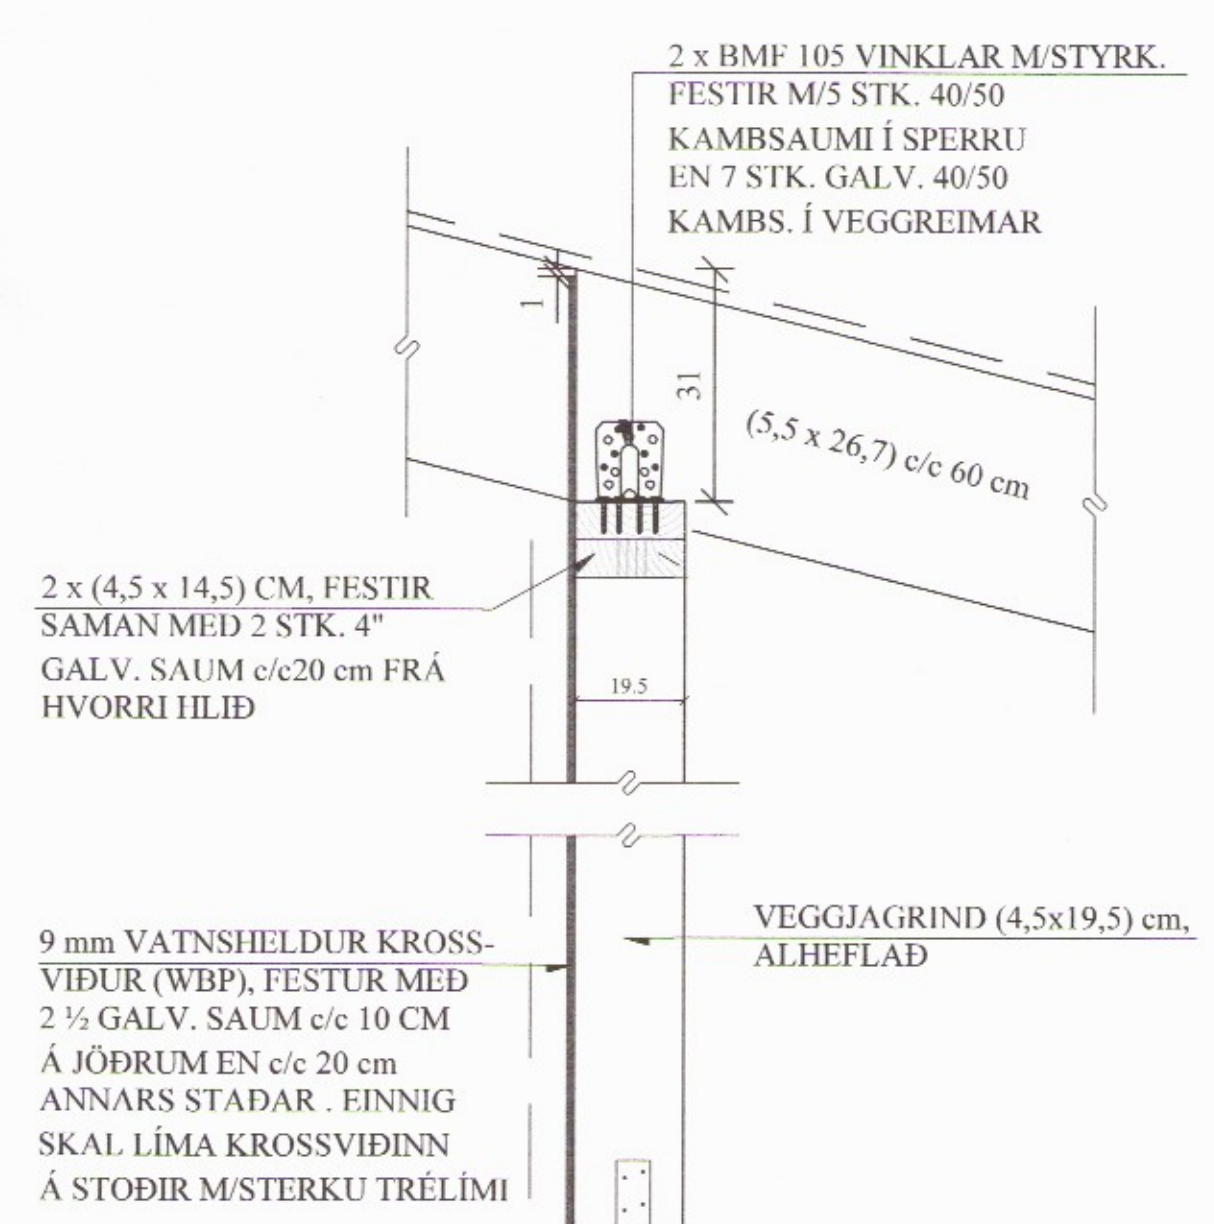 2 x BMF 105 VINKLAR M/STYRK.
FESTIR M/5 STK. 40/50
KAMBSAUMI Í SPERRU
EN 7 STK. GALV. 40/50
KAMBS. Í VEGGREIMAR
1
31
(5,5 x 26,7) c/c 60 cm
2 x (4,5 x 14,5) CM, FESTIR
SAMAN MEÐ 2 STK. 4"
GALV. SAUM c/c20 cm FRÁ
HVORRI HLIÐ
19.5
9 mm VATNSHELDUR KROSS-
VIÐUR (WBP), FESTUR MEÐ
2 ½ GALV. SAUM c/c 10 CM
Á JÖÐRUM EN c/c 20 cm
ANNARS STAÐAR . EINNIG
SKAL LÍMA KROSSVIÐINN
Á STOÐIR M/STERKU TRÉLÍMI
VEGGJAGRIND (4,5x19,5) cm,
ALHEFLAÐ